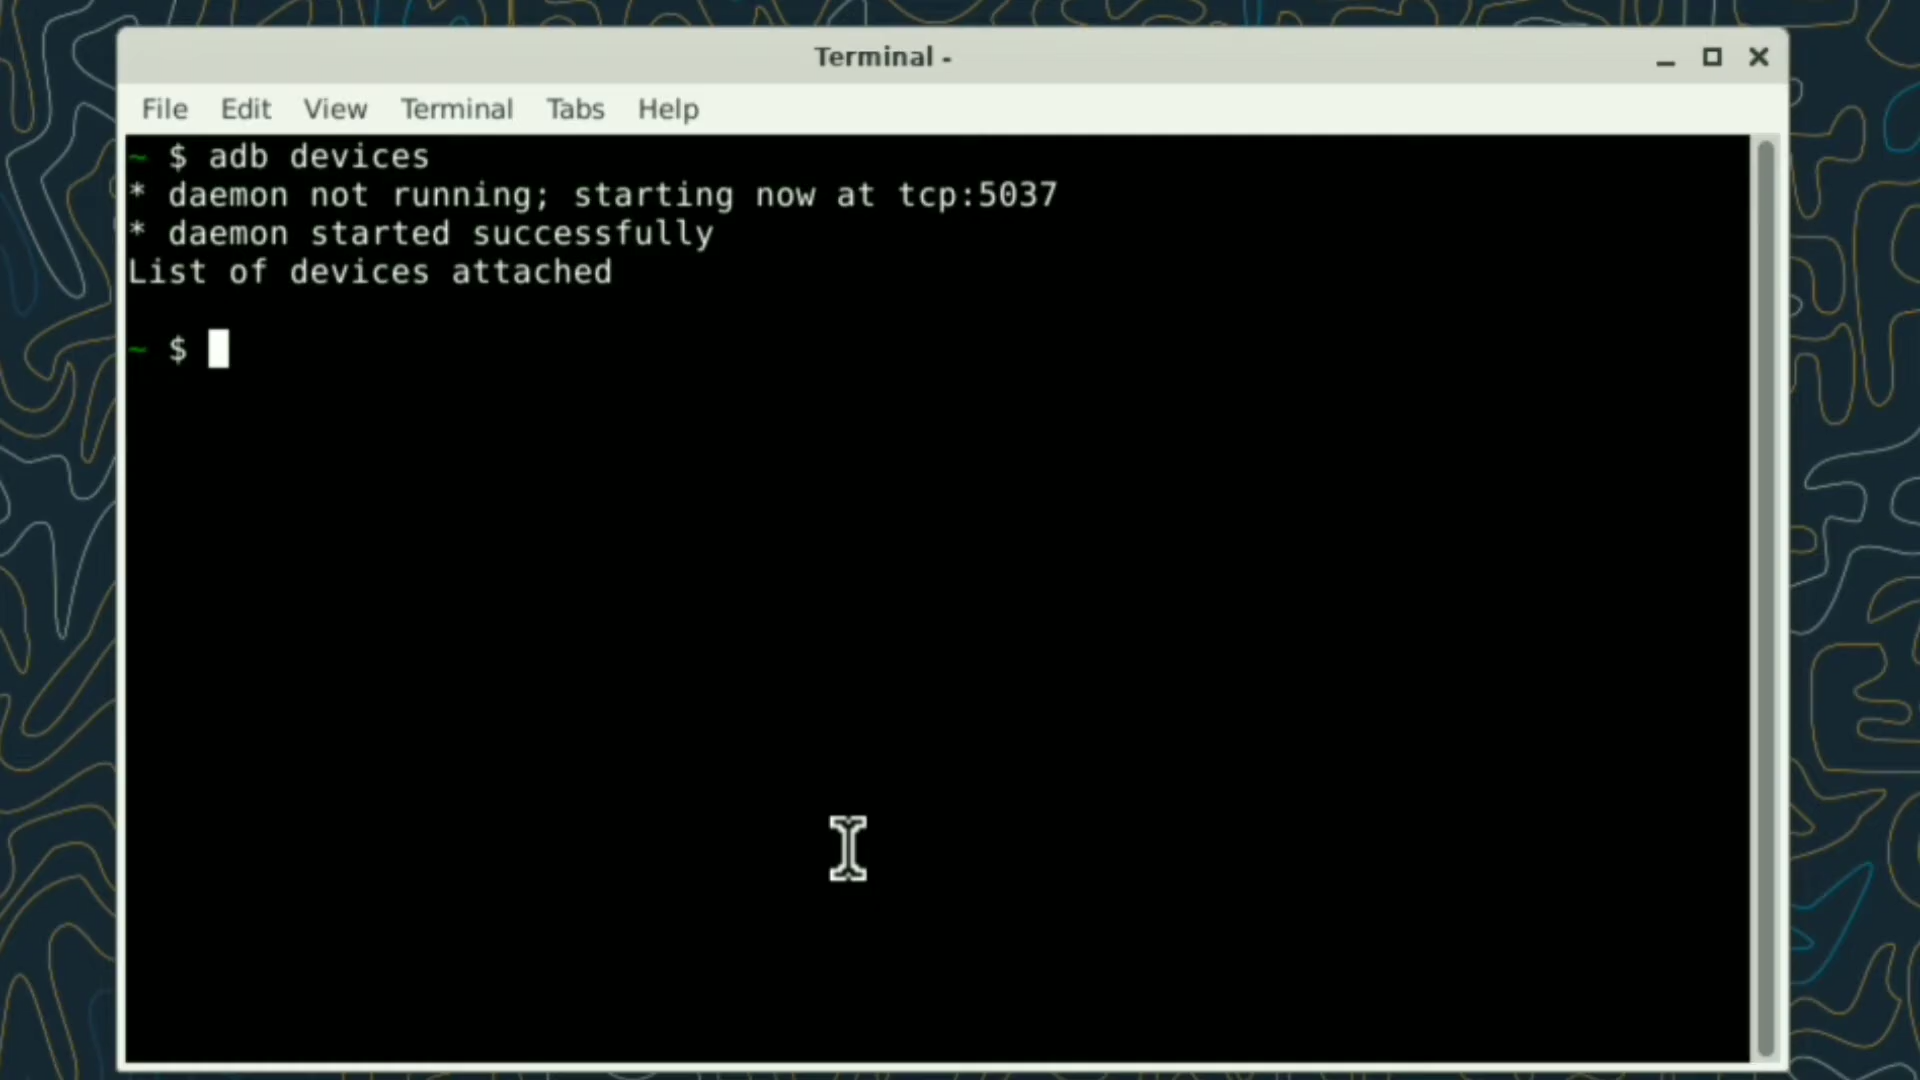 Terminal -
File Edit View Terminal Tabs Help
~ $ adb devices
* daemon not running; starting now at tcp:5037
* daemon started successfully
List of devices attached
~ $